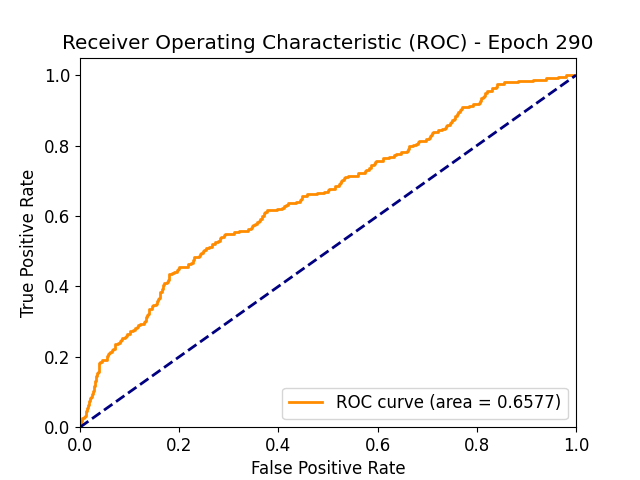 Receiver Operating Characteristic (ROC) - Epoch 290
True Positive Rate
1.0
0.8
0.6
0.4
0.2
0.0
ROC curve (area = 0.6577)
0.0 0.2 0.4 0.6 0.8 1.0
False Positive Rate